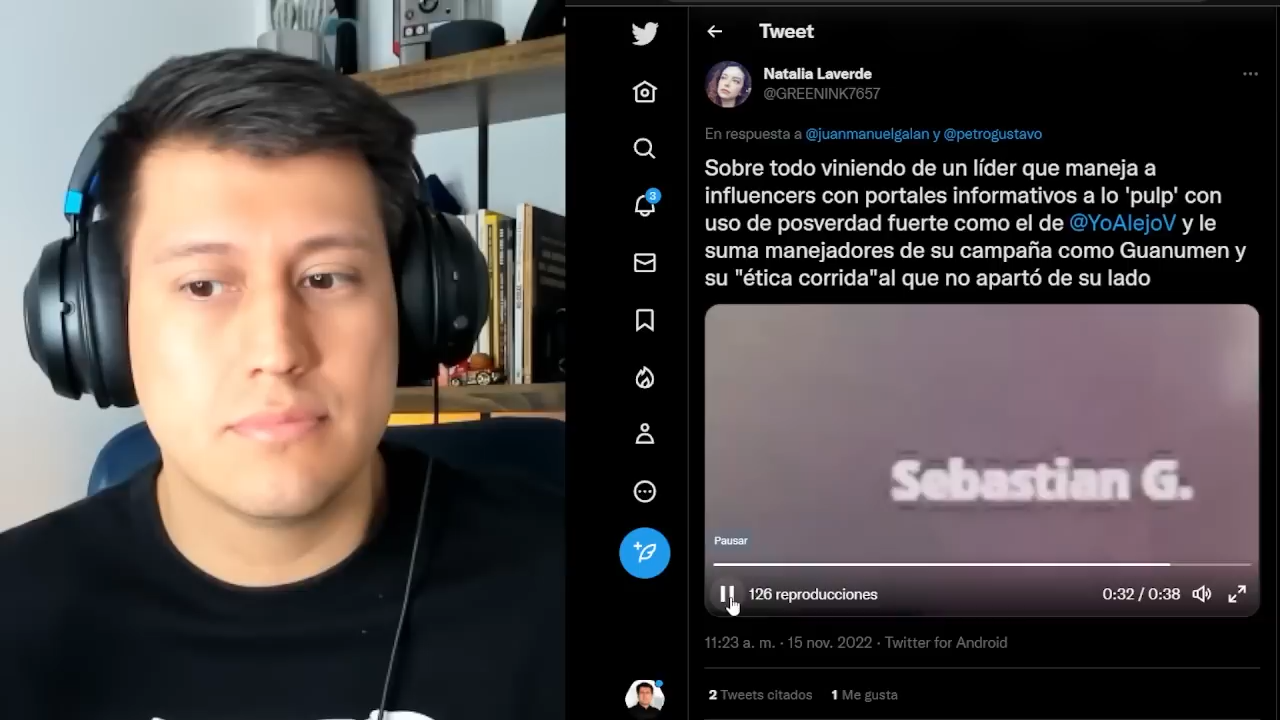 Tweet
Natalia Laverde
@GREENINK7657
En respuesta a @juanmanuelgalan y @petrogustavo
Sobre todo viniendo de un líder que maneja a
influencers con portales informativos a lo 'pulp' con
uso de posverdad fuerte como el de @YoAlejoV y le
suma manejadores de su campaña como Guanumen y
su "ética corrida"al que no apartó de su lado
3
Sebastian G.
Pausar
126 reproducciones
0:32 / 0:38
11:23 a. m. · 15 nov. 2022 · Twitter for Android
2 Tweets citados 1 Me gusta